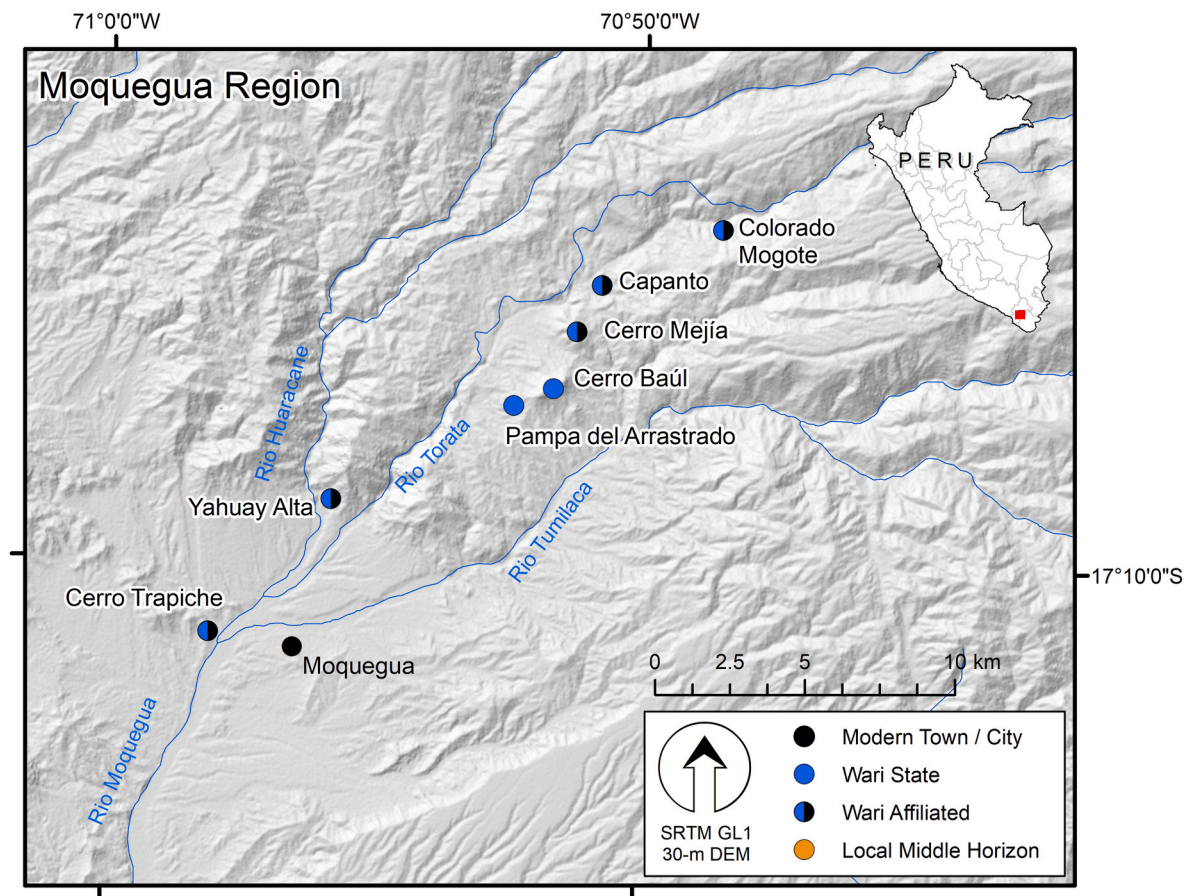 71°0'0"W
70°50'0"W
Moquegua Region
PERU
Colorado
Mogote
Capanto
Cerro Mejía
Cerro Baúl
Pampa del Arrastrado
Rio Huaracane
Rio Torata
Yahuay Alta
Rio Tumilaca
17°10'0"S
Cerro Trapiche
Moquegua
0 2.5 5 10 km
Rio Moquegua
Modern Town / City
Wari State
Wari Affiliated
Local Middle Horizon
SRTM GL1
30-m DEM